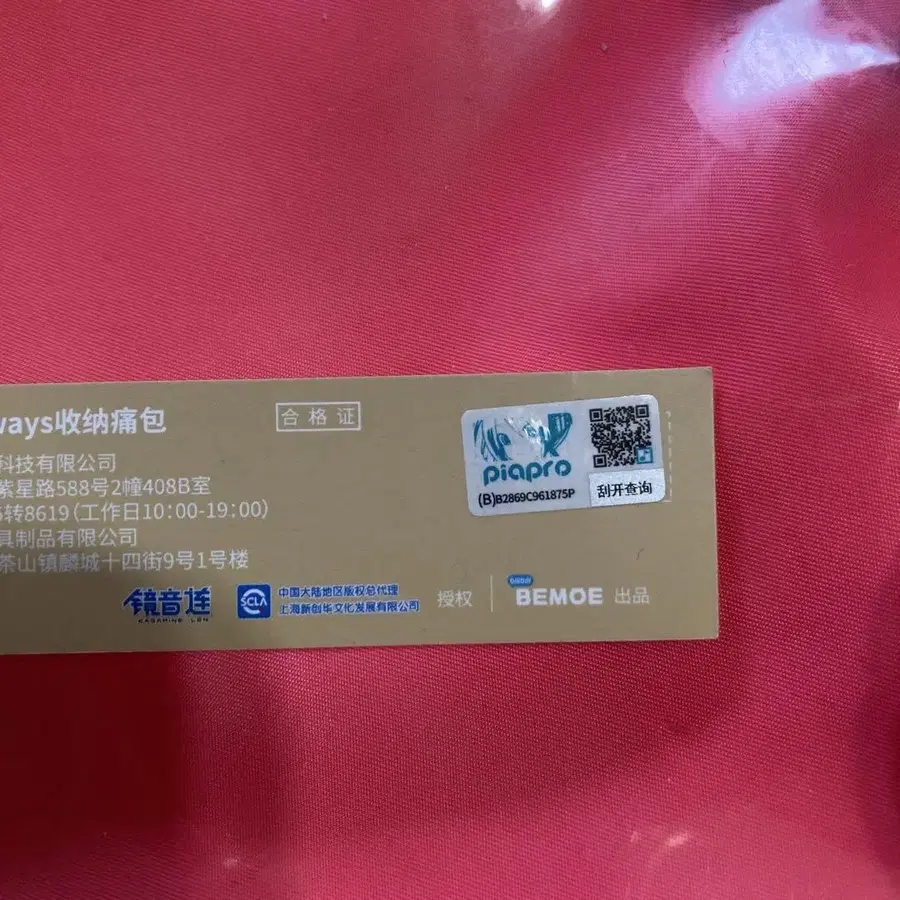 ways收纳痛包
合格证
科技有限公司
紫星路588号2幢408B室
转8619(工作日10:00-19:00)
具制品有限公司
茶山镇麟城十四街9号1号楼
piapro
(B)B2869C961875P
刮开查询
镜音连
KAGAMINE LEN
SCLA
中国大陆地区版权总代理
上海新创华文化发展有限公司
授权
BEMOE 出品